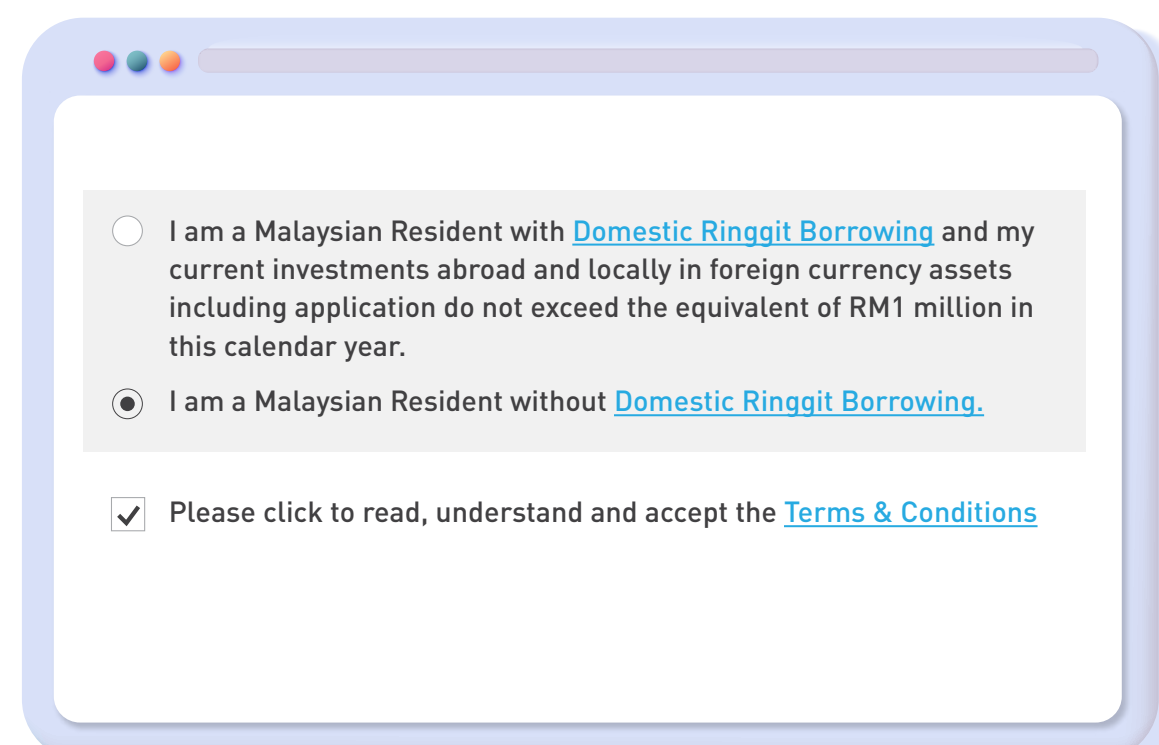 I am a Malaysian Resident with Domestic Ringgit Borrowing and my
current investments abroad and locally in foreign currency assets
including application do not exceed the equivalent of RM1 million in
this calendar year.
I am a Malaysian Resident without Domestic Ringgit Borrowing.
Please click to read, understand and accept the Terms & Conditions